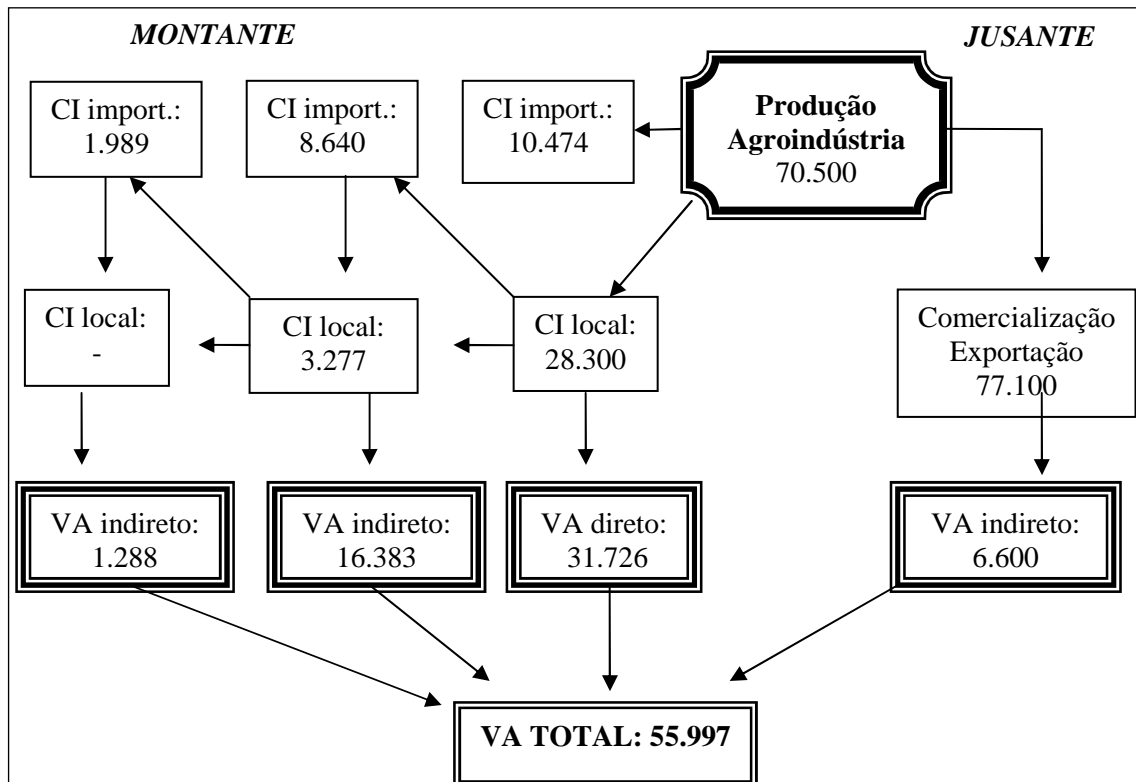 MONTANTE
JUSANTE
CI import.:
1.989
CI import.:
8.640
CI import.:
10.474
Produção
Agroindústria
70.500
CI local:
-
CI local:
3.277
CI local:
28.300
Comercialização
Exportação
77.100
VA indireto:
1.288
VA indireto:
16.383
VA direto:
31.726
VA indireto:
6.600
VA TOTAL: 55.997